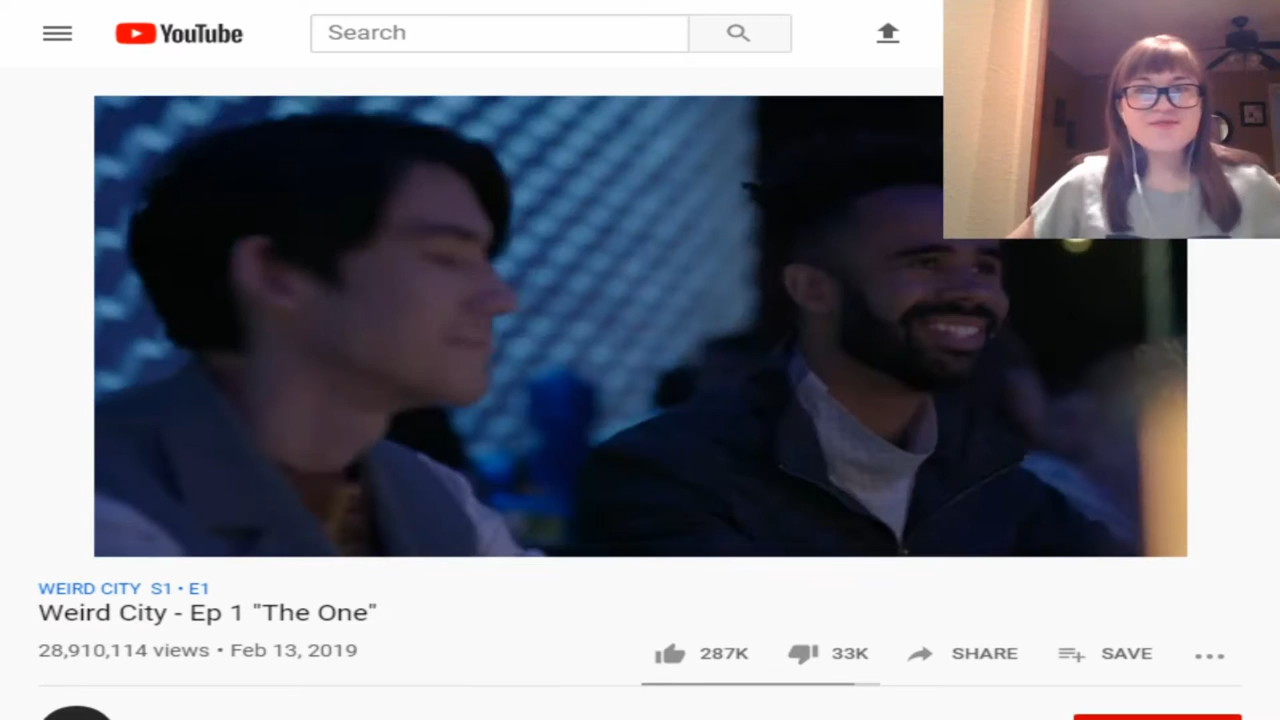 YouTube
Search
WEIRD CITY S1 • E1
Weird City - Ep 1 "The One"
28,910,114 views • Feb 13, 2019
287K 33K SHARE SAVE